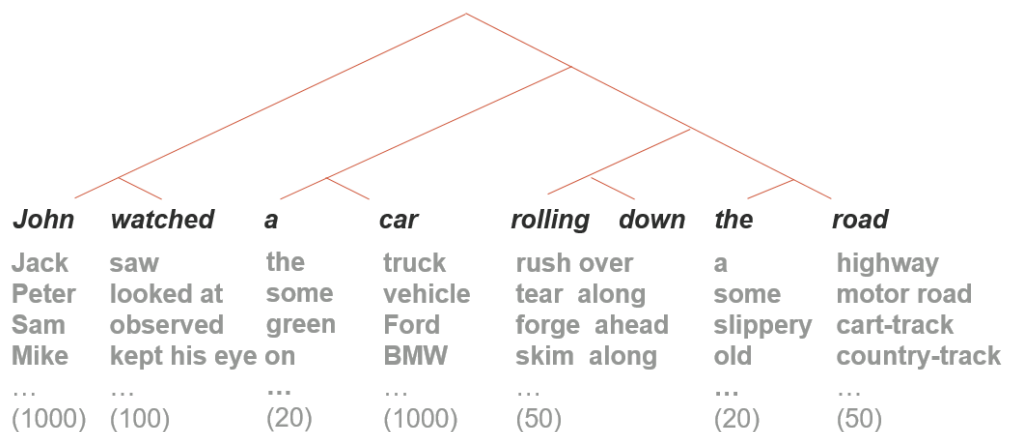 John watched a car rolling down the road
Jack saw the truck rush over a highway
Peter looked at some vehicle tear along some motor road
Sam observed green Ford forge ahead slippery cart-track
Mike kept his eye on BMW skim along old country-track
... ... ... ... ... ... ...
(1000) (100) (20) (1000) (50) (20) (50)